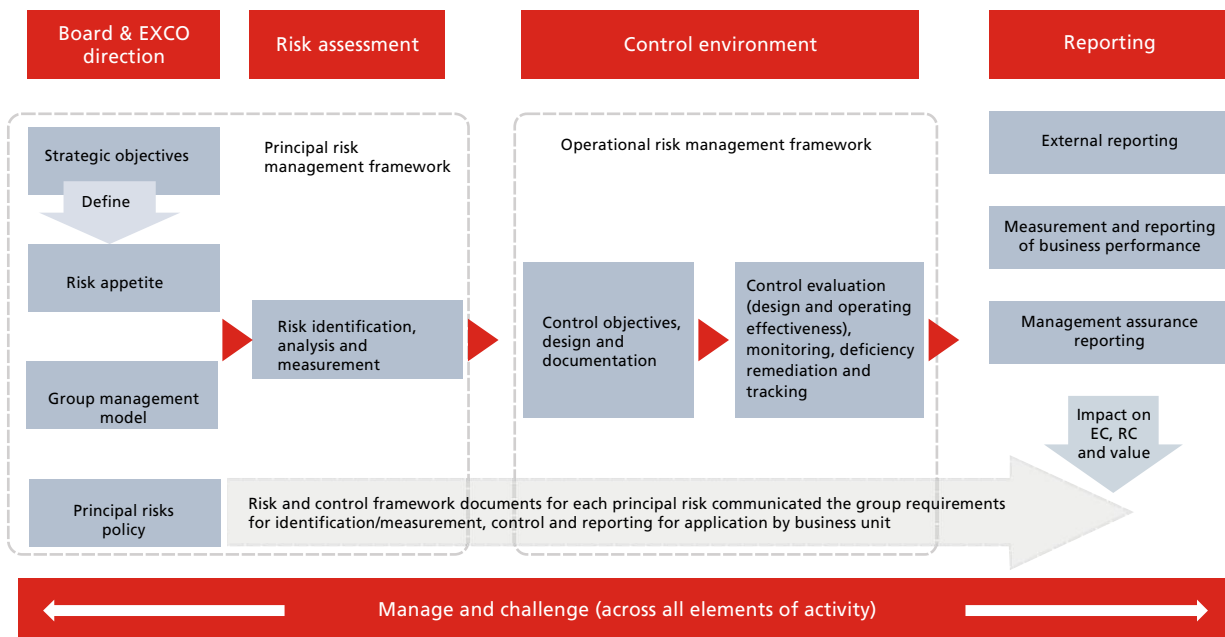 Board & EXCO
direction
Risk assessment
Control environment
Reporting
Strategic objectives
Define
Risk appetite
Group management
model
Principal risks
policy
Principal risk
management framework
Risk identification,
analysis and
measurement
Operational risk management framework
Control objectives,
design and
documentation
Control evaluation
(design and operating
effectiveness),
monitoring, deficiency
remediation and
tracking
External reporting
Measurement and reporting
of business performance
Management assurance
reporting
Impact on
EC, RC
and value
Risk and control framework documents for each principal risk communicated the group requirements
for identification/measurement, control and reporting for application by business unit
Manage and challenge (across all elements of activity)